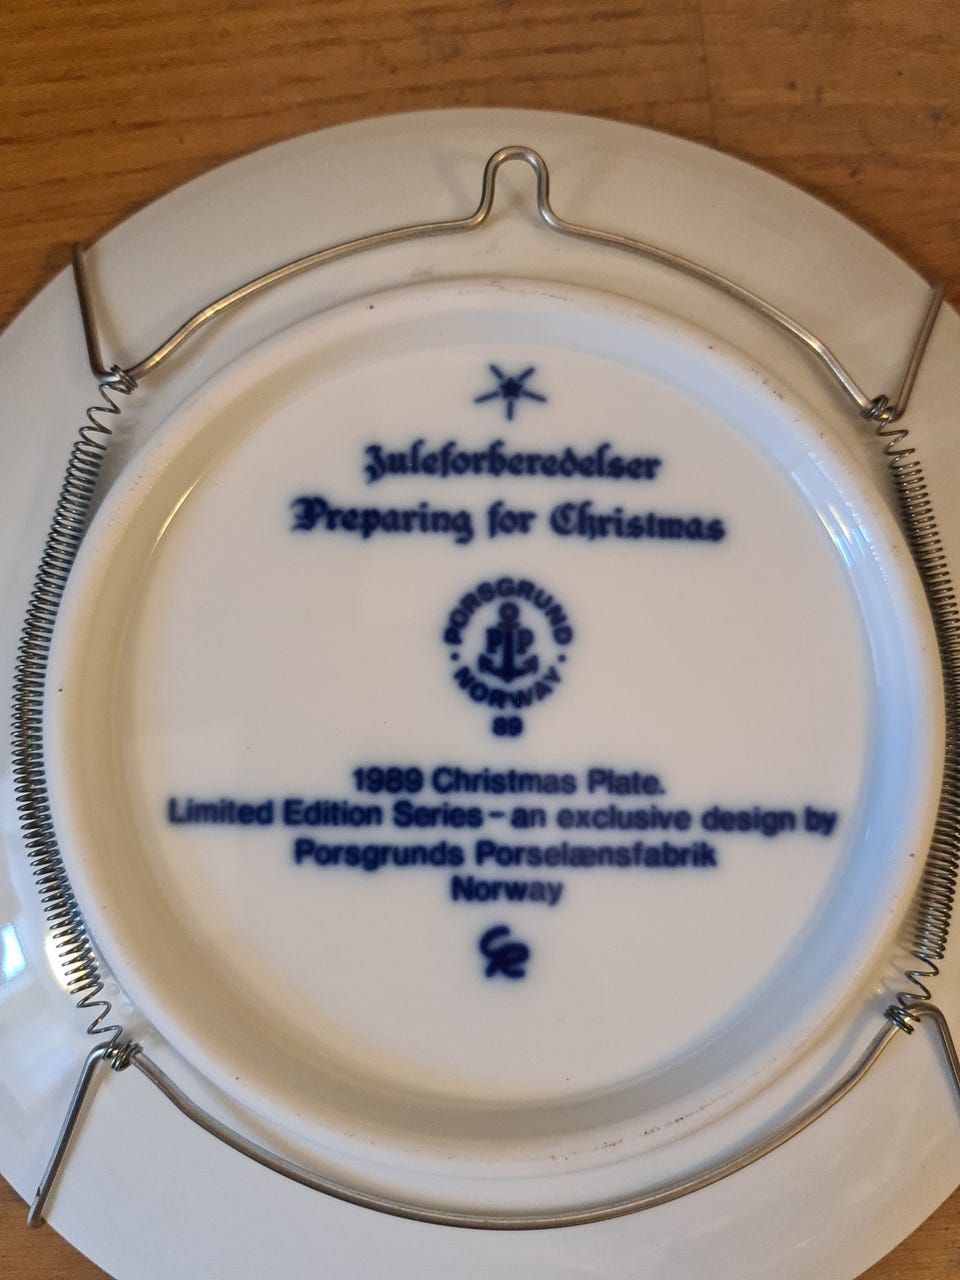 Juleforberedelser
Preparing for Christmas
PORSGRUND
PP
· NORWAY ·
89
1989 Christmas Plate.
Limited Edition Series – an exclusive design by
Porsgrunds Porselænsfabrik
Norway